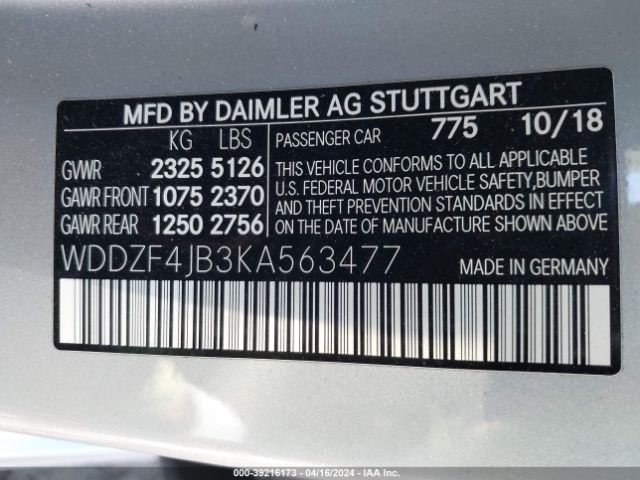 MFD BY DAIMLER AG STUTTGART
KG LBS PASSENGER CAR 775 10/18
GVWR 2325 5126
GAWR FRONT 1075 2370
GAWR REAR 1250 2756
THIS VEHICLE CONFORMS TO ALL APPLICABLE
U.S. FEDERAL MOTOR VEHICLE SAFETY,BUMPER
AND THEFT PREVENTION STANDARDS IN EFFECT
ON THE DATE OF MANUFACTURE SHOWN ABOVE
WDDZF4JB3KA563477 MADE IN GERMANY
000-39216173 - 04/16/2024 - IAAI.COM